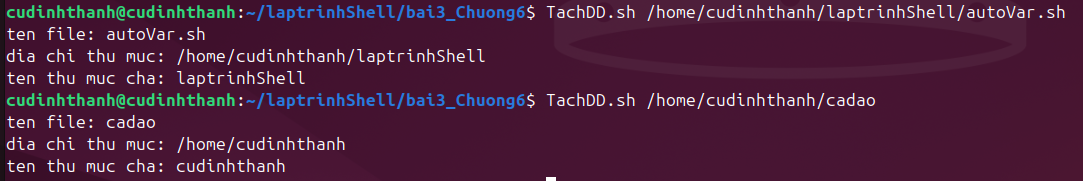 cudinhthanh@cudinhthanh:~/laptrinhShell/bai3_Chuong6$ TachDD.sh /home/cudinhthanh/laptrinhShell/autoVar.sh
ten file: autoVar.sh
dia chi thu muc: /home/cudinhthanh/laptrinhShell
ten thu muc cha: laptrinhShell
cudinhthanh@cudinhthanh:~/laptrinhShell/bai3_Chuong6$ TachDD.sh /home/cudinhthanh/cadao
ten file: cadao
dia chi thu muc: /home/cudinhthanh
ten thu muc cha: cudinhthanh